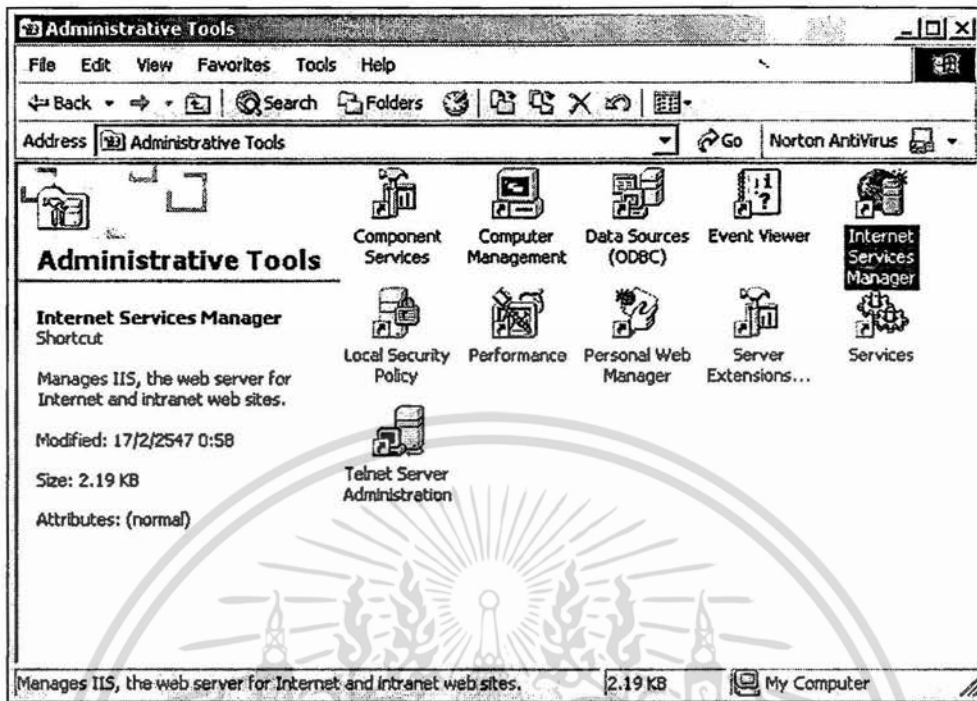 Administrative Tools
File Edit View Favorites Tools Help
Back Search Folders
Address Administrative Tools Go Norton AntiVirus
Administrative Tools
Internet Services Manager
Shortcut
Manages IIS, the web server for
Internet and intranet web sites.
Modified: 17/2/2547 0:58
Size: 2.19 KB
Attributes: (normal)
Component
Services
Computer
Management
Data Sources
(ODBC)
Event Viewer
Internet
Services
Manager
Local Security
Policy
Performance
Personal Web
Manager
Server
Extensions...
Services
Telnet Server
Administration
Manages IIS, the web server for Internet and intranet web sites. 2.19 KB My Computer